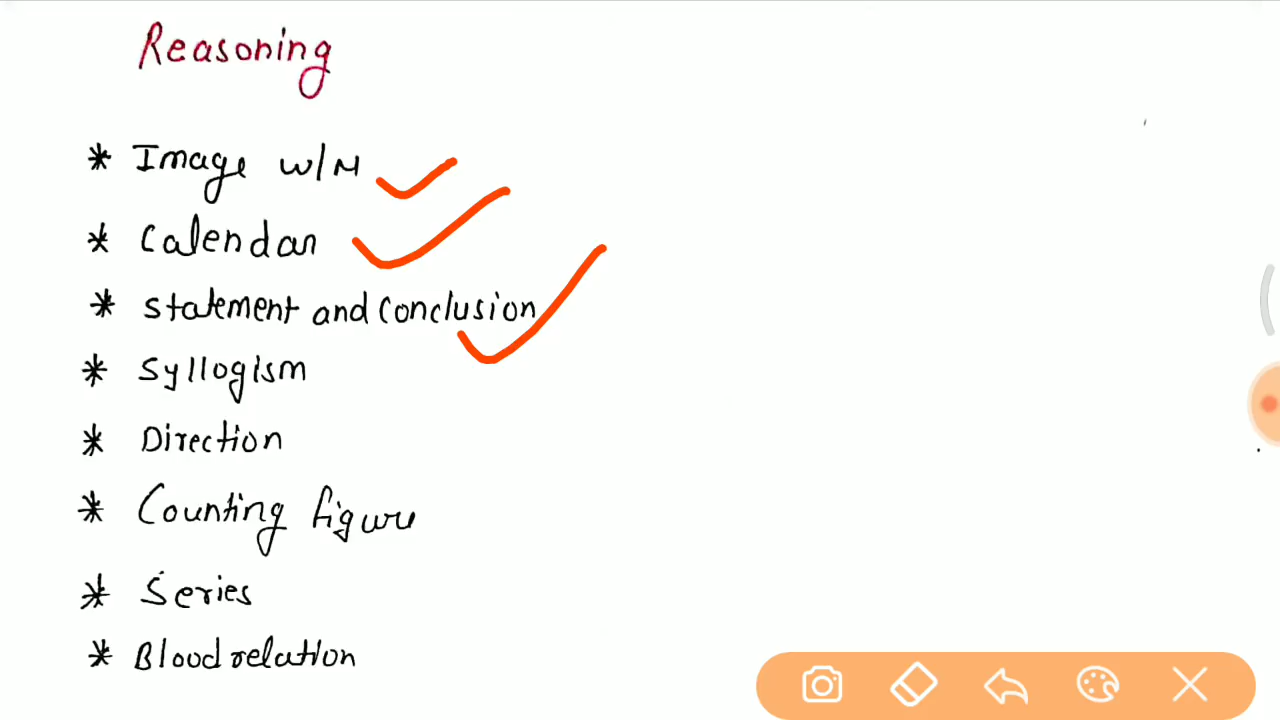 Reasoning
* Image W/M
* Calendar
* Statement and Conclusion
* Syllogism
* Direction
* Counting figure
* Series
* Blood relation